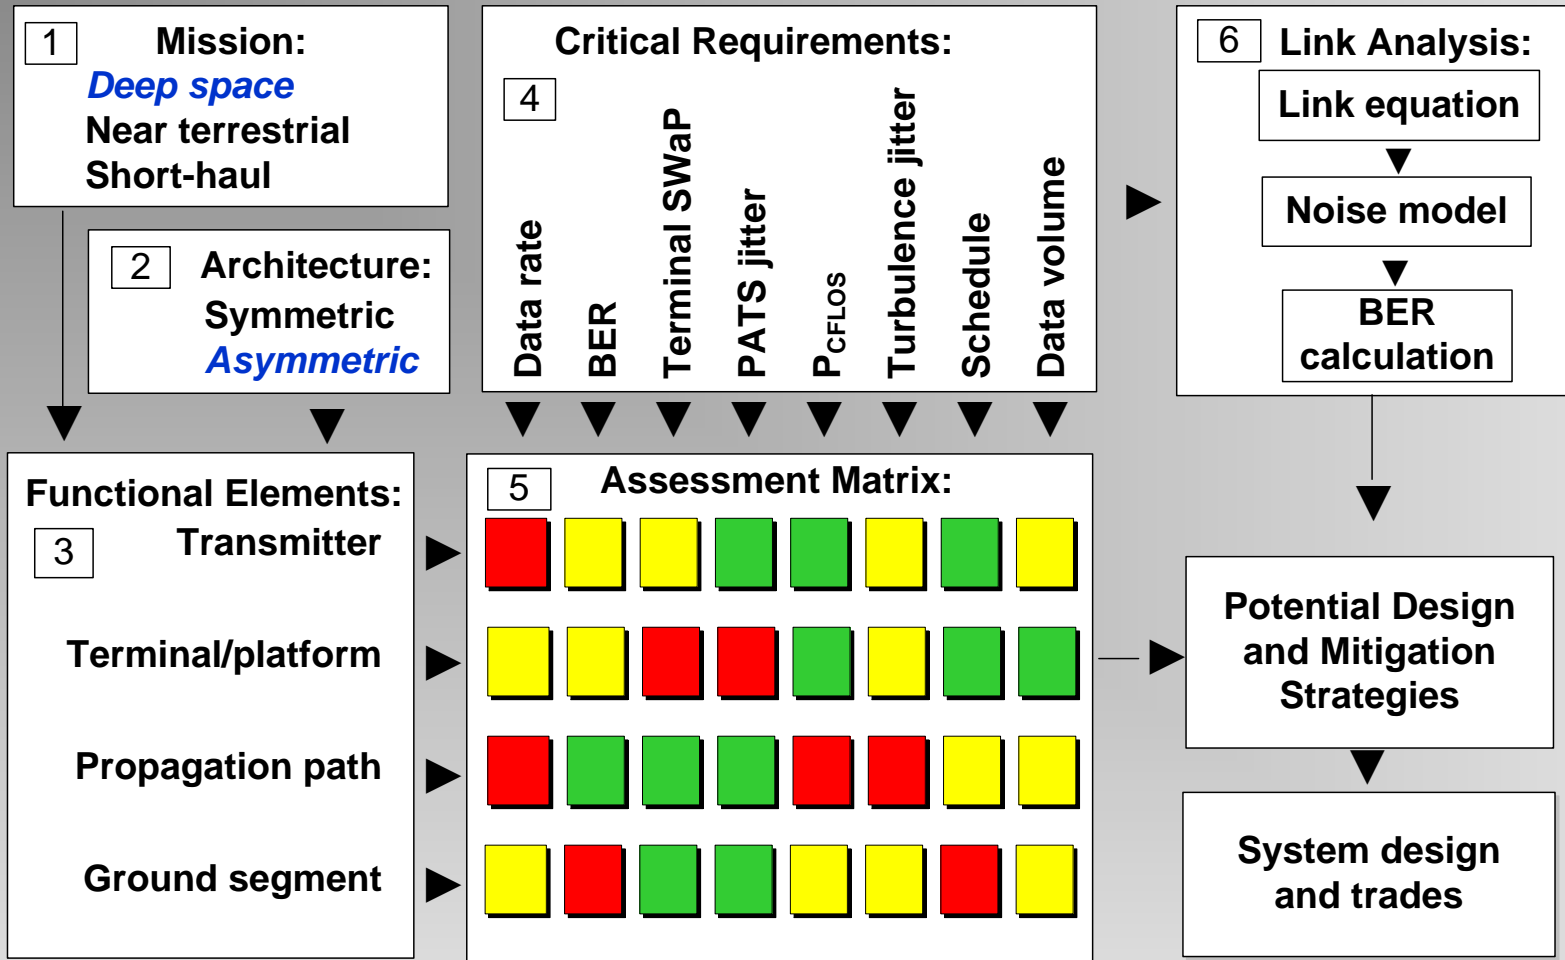 1
Mission:
Deep space
Near terrestrial
Short-haul
2
Architecture:
Symmetric
Asymmetric
Functional Elements:
3
Transmitter
Terminal/platform
Propagation path
Ground segment
Critical Requirements:
4
Data rate
BER
Terminal SWaP
PATS jitter
PCFLOS
Turbulence jitter
Schedule
Data volume
5
Assessment Matrix:
6
Link Analysis:
Link equation
Noise model
BER
calculation
Potential Design
and Mitigation
Strategies
System design
and trades